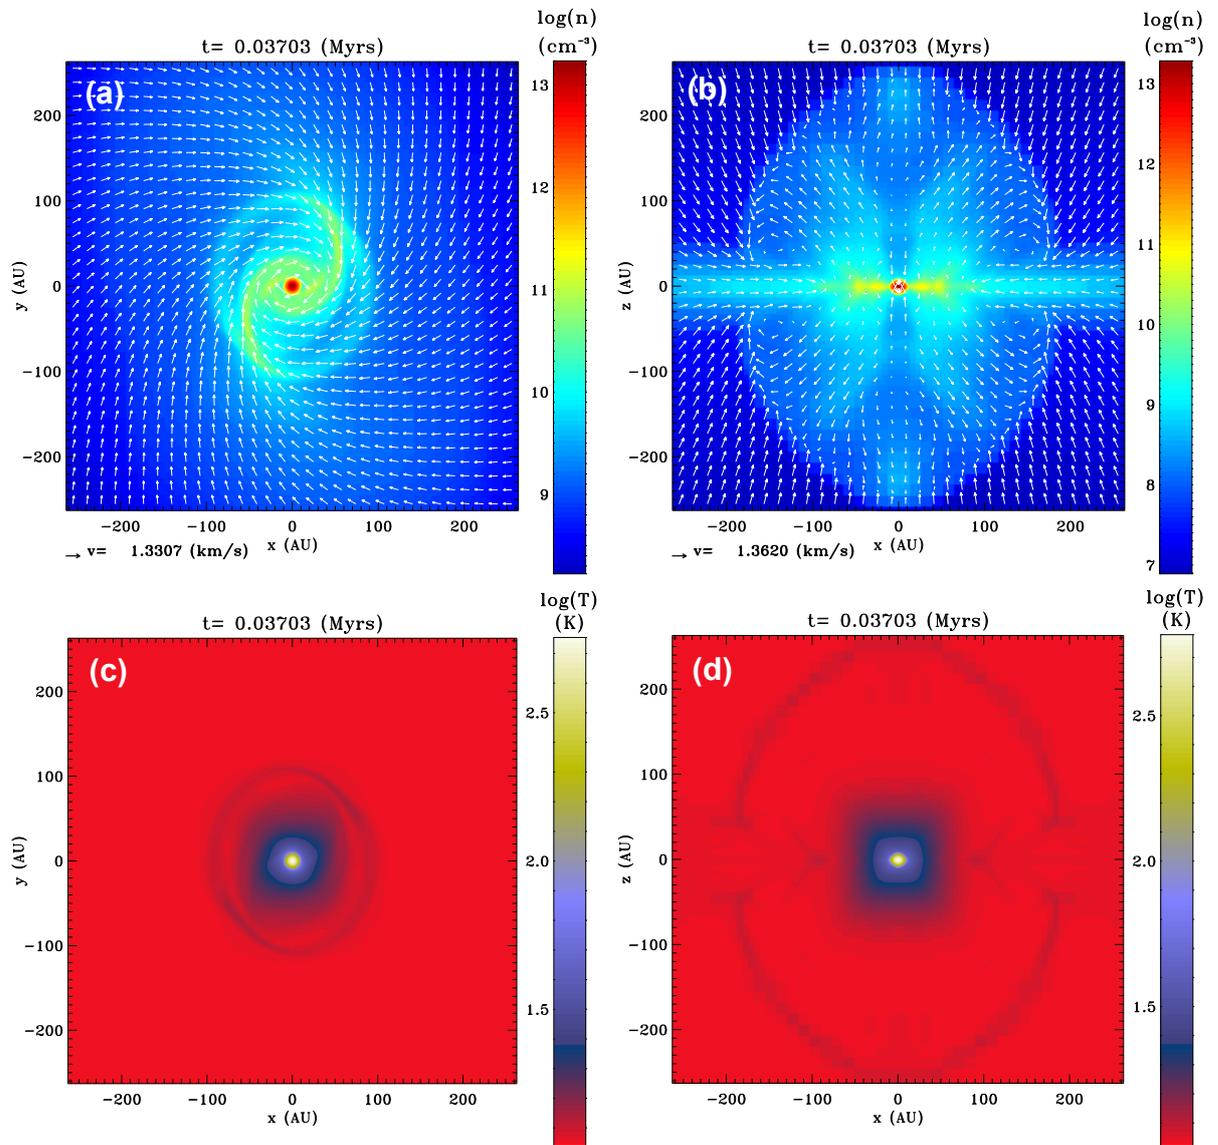 log(n)
(cm⁻³)
t= 0.03703 (Myrs)
(a)
y (AU)
200
100
0
−100
−200
−200 −100 0 100 200
x (AU)
→ v= 1.3307 (km/s)
13
12
11
10
9
log(n)
(cm⁻³)
t= 0.03703 (Myrs)
(b)
z (AU)
200
100
0
−100
−200
−200 −100 0 100 200
x (AU)
→ v= 1.3620 (km/s)
13
12
11
10
9
8
7
log(T)
(K)
t= 0.03703 (Myrs)
(c)
y (AU)
200
100
0
−100
−200
−200 −100 0 100 200
x (AU)
2.5
2.0
1.5
log(T)
(K)
t= 0.03703 (Myrs)
(d)
z (AU)
200
100
0
−100
−200
−200 −100 0 100 200
x (AU)
2.5
2.0
1.5